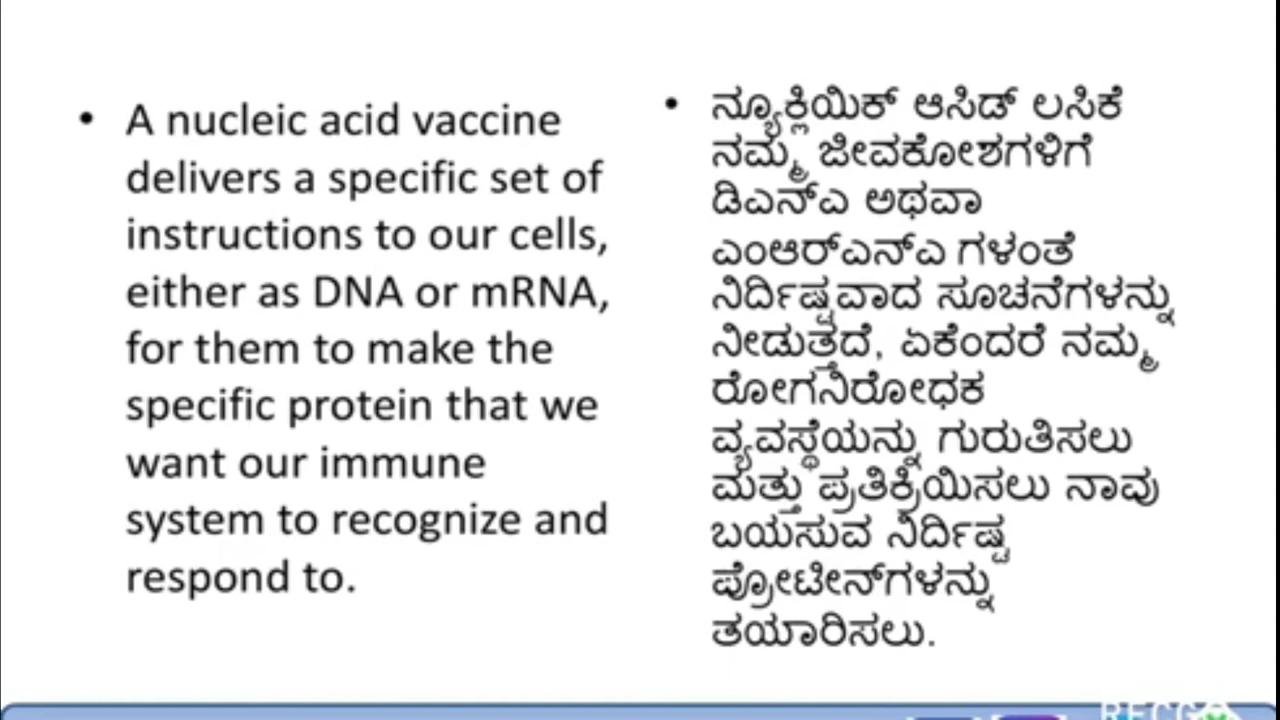 • A nucleic acid vaccine
delivers a specific set of
instructions to our cells,
either as DNA or mRNA,
for them to make the
specific protein that we
want our immune
system to recognize and
respond to.
• ನ್ಯೂಕ್ಲಿಯಿಕ್ ಆಸಿಡ್ ಲಸಿಕೆ
ನಮ್ಮ ಜೀವಕೋಶಗಳಿಗೆ
ಡಿಎನ್ಎ ಅಥವಾ
ಎಂಆರ್ಎನ್ಎ ಗಳಂತೆ
ನಿರ್ದಿಷ್ಟವಾದ ಸೂಚನೆಗಳನ್ನು
ನೀಡುತ್ತದೆ, ಏಕೆಂದರೆ ನಮ್ಮ
ರೋಗನಿರೋಧಕ
ವ್ಯವಸ್ಥೆಯನ್ನು ಗುರುತಿಸಲು
ಮತ್ತು ಪ್ರತಿಕ್ರಿಯಿಸಲು ನಾವು
ಬಯಸುವ ನಿರ್ದಿಷ್ಟ
ಪ್ರೋಟೀನ್‌ಗಳನ್ನು
ತಯಾರಿಸಲು.